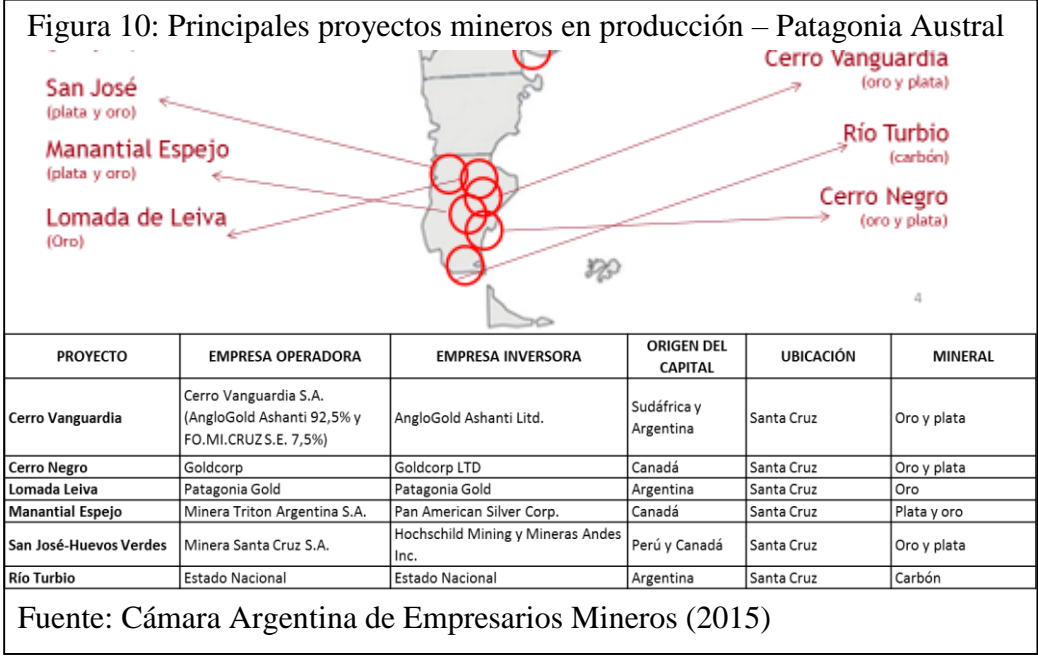 Figura 10: Principales proyectos mineros en producción – Patagonia Austral
San José
(plata y oro)
Manantial Espejo
(plata y oro)
Lomada de Leiva
(Oro)
Cerro Vanguardia
(oro y plata)
Río Turbio
(carbón)
Cerro Negro
(oro y plata)
4
PROYECTO EMPRESA OPERADORA EMPRESA INVERSORA ORIGEN DEL CAPITAL UBICACIÓN MINERAL
Cerro Vanguardia Cerro Vanguardia S.A. (AngloGold Ashanti 92,5% y FO.MI.CRUZ S.E. 7,5%) AngloGold Ashanti Litd. Sudáfrica y Argentina Santa Cruz Oro y plata
Cerro Negro Goldcorp Goldcorp LTD Canadá Santa Cruz Oro y plata
Lomada Leiva Patagonia Gold Patagonia Gold Argentina Santa Cruz Oro
Manantial Espejo Minera Triton Argentina S.A. Pan American Silver Corp. Canadá Santa Cruz Plata y oro
San José-Huevos Verdes Minera Santa Cruz S.A. Hochschild Mining y Mineras Andes Inc. Perú y Canadá Santa Cruz Oro y plata
Río Turbio Estado Nacional Estado Nacional Argentina Santa Cruz Carbón
Fuente: Cámara Argentina de Empresarios Mineros (2015)